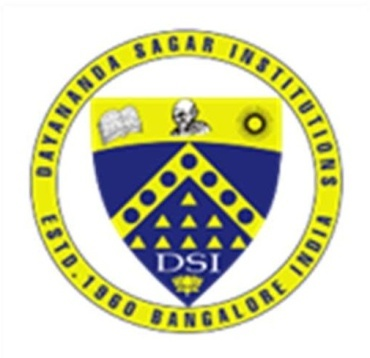 DAYANANDA SAGAR INSTITUTIONS
ESTD. 1960 BANGALORE INDIA
DSI